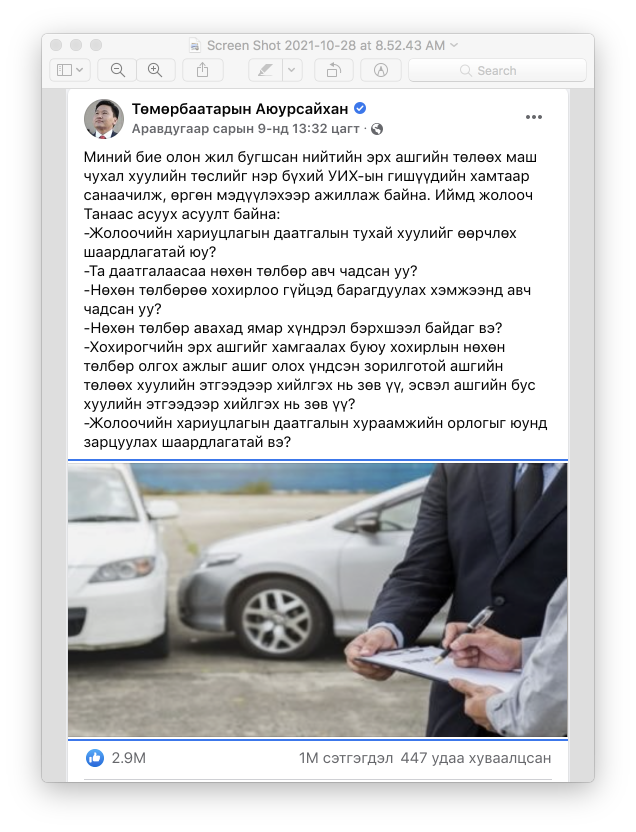 Screen Shot 2021-10-28 at 8.52.43 AM
Search
Төмөрбаатарын Аюурсайхан
Аравдугаар сарын 9-нд 13:32 цагт ·
Миний бие олон жил бугшсан нийтийн эрх ашгийн төлөөх маш
чухал хуулийн төслийг нэр бүхий УИХ-ын гишүүдийн хамтаар
санаачилж, өргөн мэдүүлэхээр ажиллаж байна. Иймд жолооч
Танаас асуух асуулт байна:
-Жолоочийн хариуцлагын даатгалын тухай хуулийг өөрчлөх
шаардлагатай юу?
-Та даатгалаасаа нөхөн төлбөр авч чадсан уу?
-Нөхөн төлбөрөө хохирлоо гүйцэд барагдуулах хэмжээнд авч
чадсан уу?
-Нөхөн төлбөр авахад ямар хүндрэл бэрхшээл байдаг вэ?
-Хохирогчийн эрх ашгийг хамгаалах буюу хохирлын нөхөн
төлбөр олгох ажлыг ашиг олох үндсэн зорилготой ашгийн
төлөөх хуулийн этгээдээр хийлгэх нь зөв үү, эсвэл ашгийн бус
хуулийн этгээдээр хийлгэх нь зөв үү?
-Жолоочийн хариуцлагын даатгалын хураамжийн орлогыг юунд
зарцуулах шаардлагатай вэ?
2.9М
1М сэтгэгдэл 447 удаа хуваалцсан